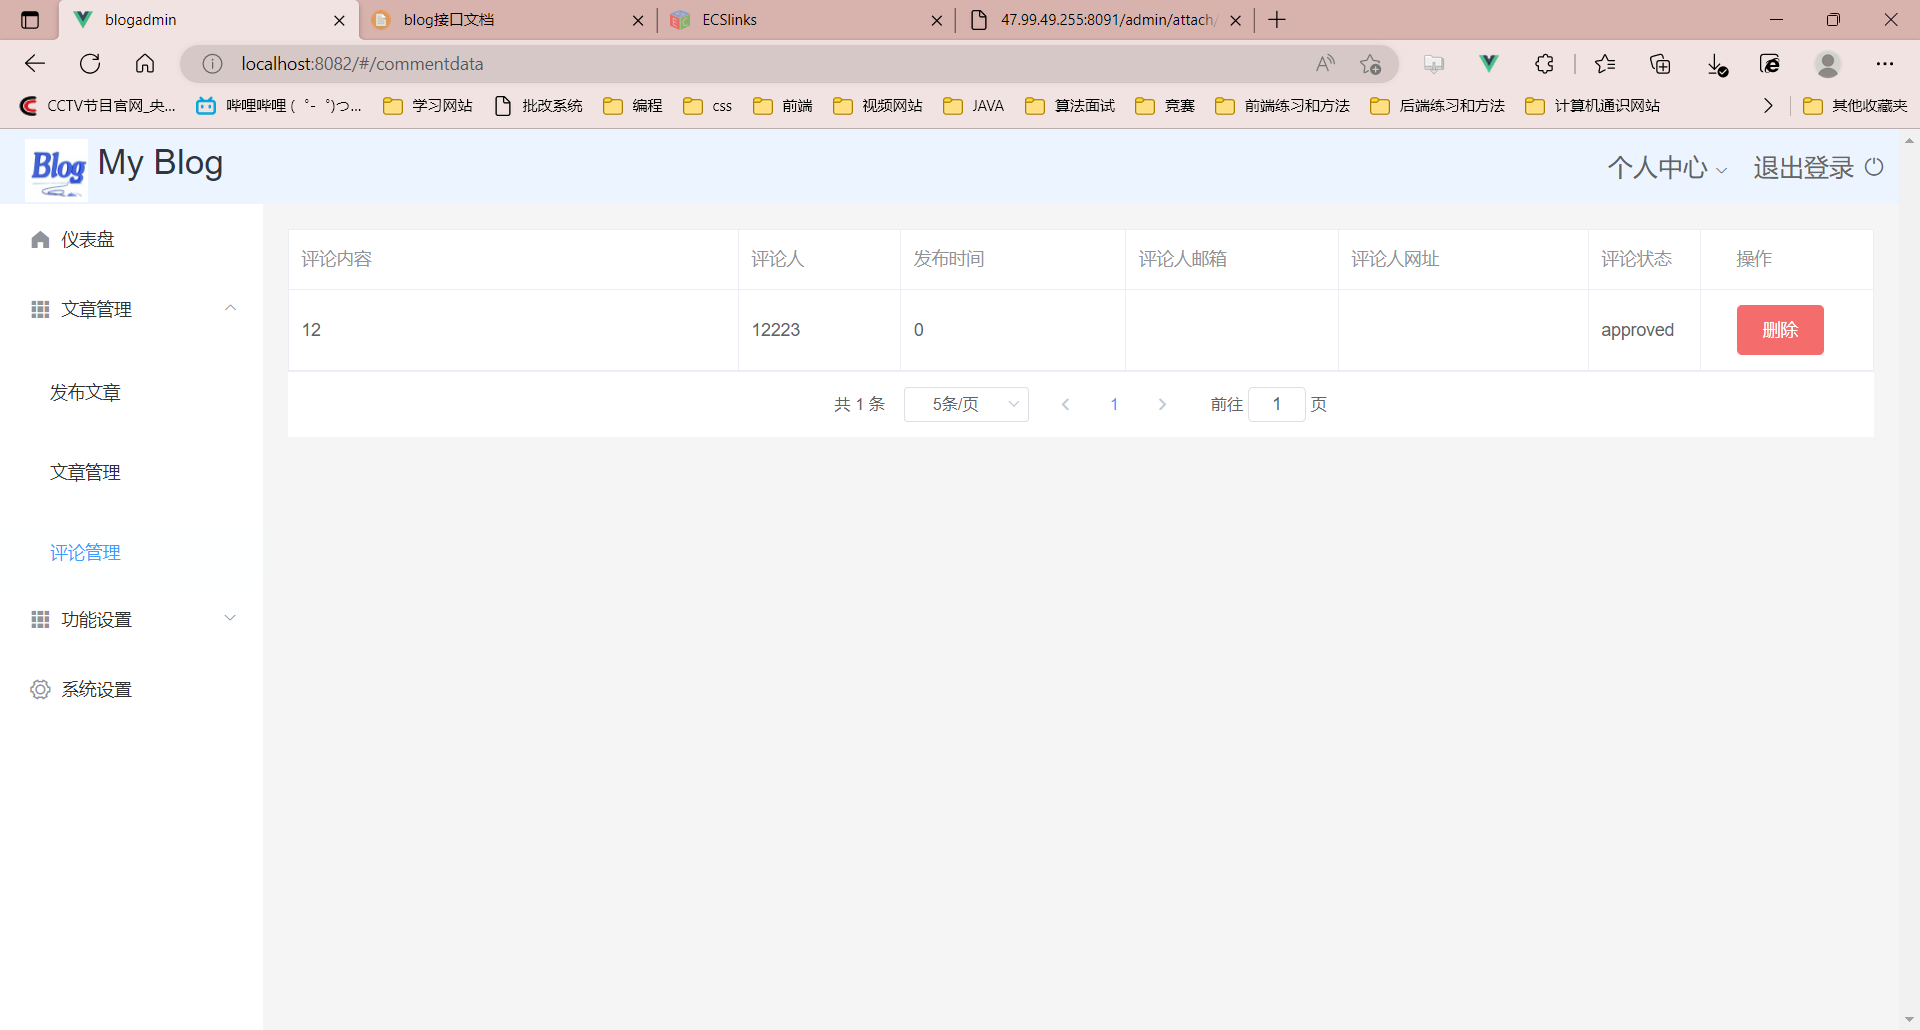 blogadmin
blog接口文档
ECSlinks
47.99.49.255:8091/admin/attach/
localhost:8082/#/commentdata
CCTV节目官网_央...
哔哩哔哩 (゜-゜)つ...
学习网站
批改系统
编程
css
前端
视频网站
JAVA
算法面试
竞赛
前端练习和方法
后端练习和方法
计算机通识网站
其他收藏夹
Blog
My Blog
个人中心
退出登录
仪表盘
文章管理
发布文章
文章管理
评论管理
功能设置
系统设置
评论内容 评论人 发布时间 评论人邮箱 评论人网址 评论状态 操作
12 12223 0 approved 删除
共 1 条 5条/页 1 前往 1 页